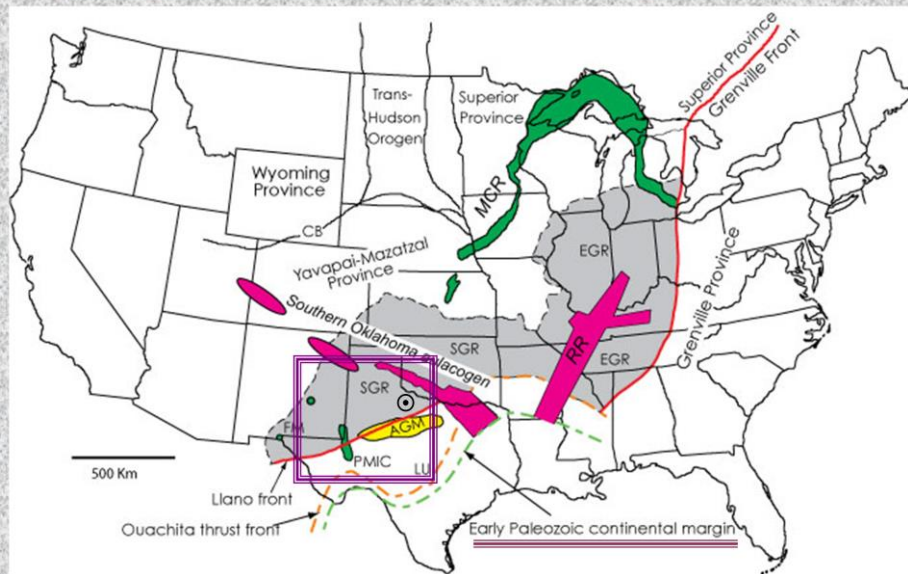 Trans-
Hudson
Orogen
Superior
Province
Superior Province
Grenville Front
Wyoming
Province
MCR
CB
EGR
Yavapai-Mazatzal
Province
Grenville Province
Southern Oklahoma aulacogen
RR
SGR
EGR
SGR
FM
AGM
500 Km
PMIC
LU
Llano front
Ouachita thrust front
Early Paleozoic continental margin